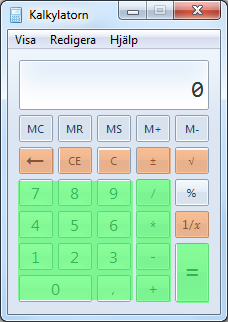 Kalkylatorn
Visa Redigera Hjälp
0
MC MR MS M+ M-
← CE C ± √
7 8 9 / %
4 5 6 * 1/x
1 2 3 - =
0 , +